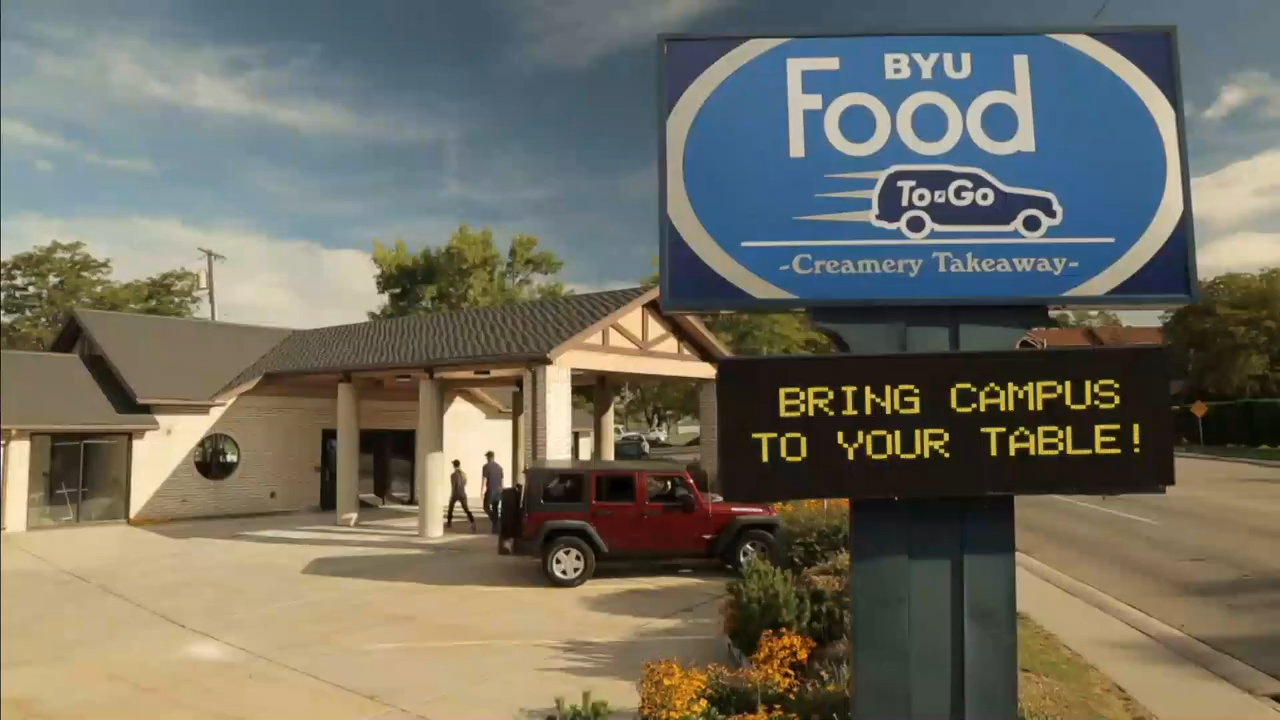 BYU
Food
To Go
-Creamery Takeaway-
BRING CAMPUS
TO YOUR TABLE!